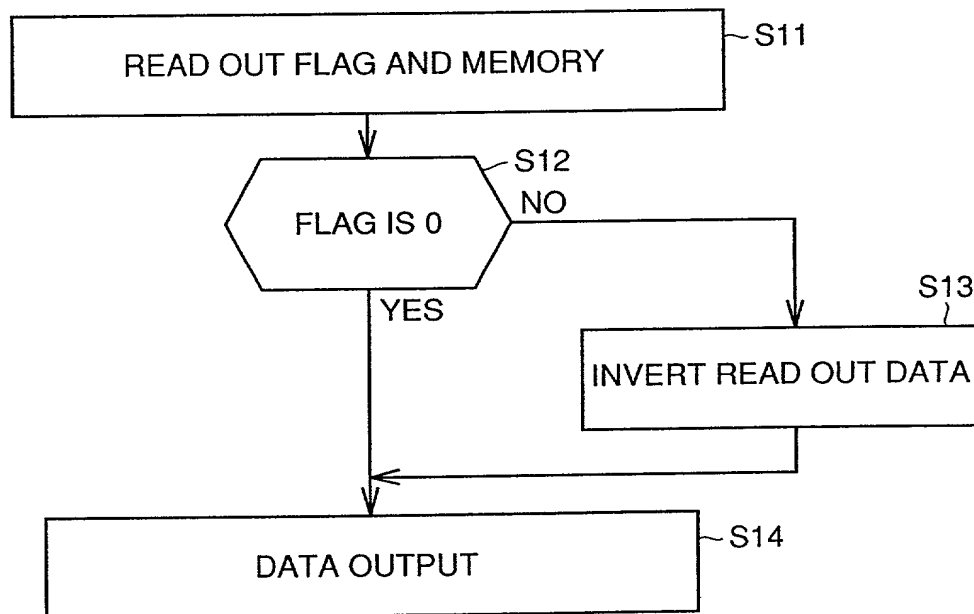 READ OUT FLAG AND MEMORY
S11
S12
FLAG IS 0
NO
YES
S13
INVERT READ OUT DATA
DATA OUTPUT
S14